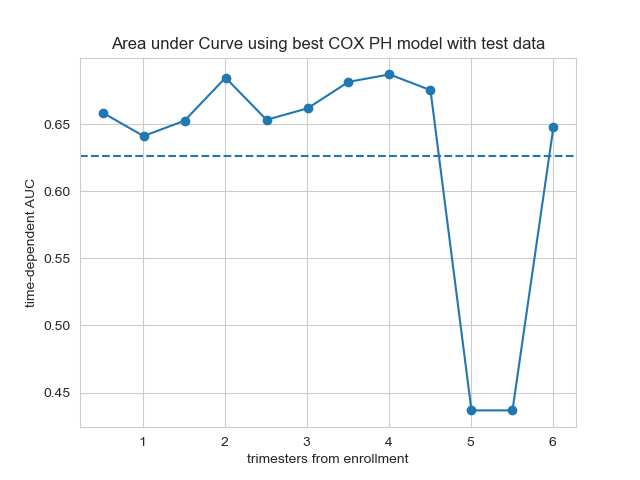 Area under Curve using best COX PH model with test data
time-dependent AUC
0.65
0.60
0.55
0.50
0.45
1 2 3 4 5 6
trimesters from enrollment